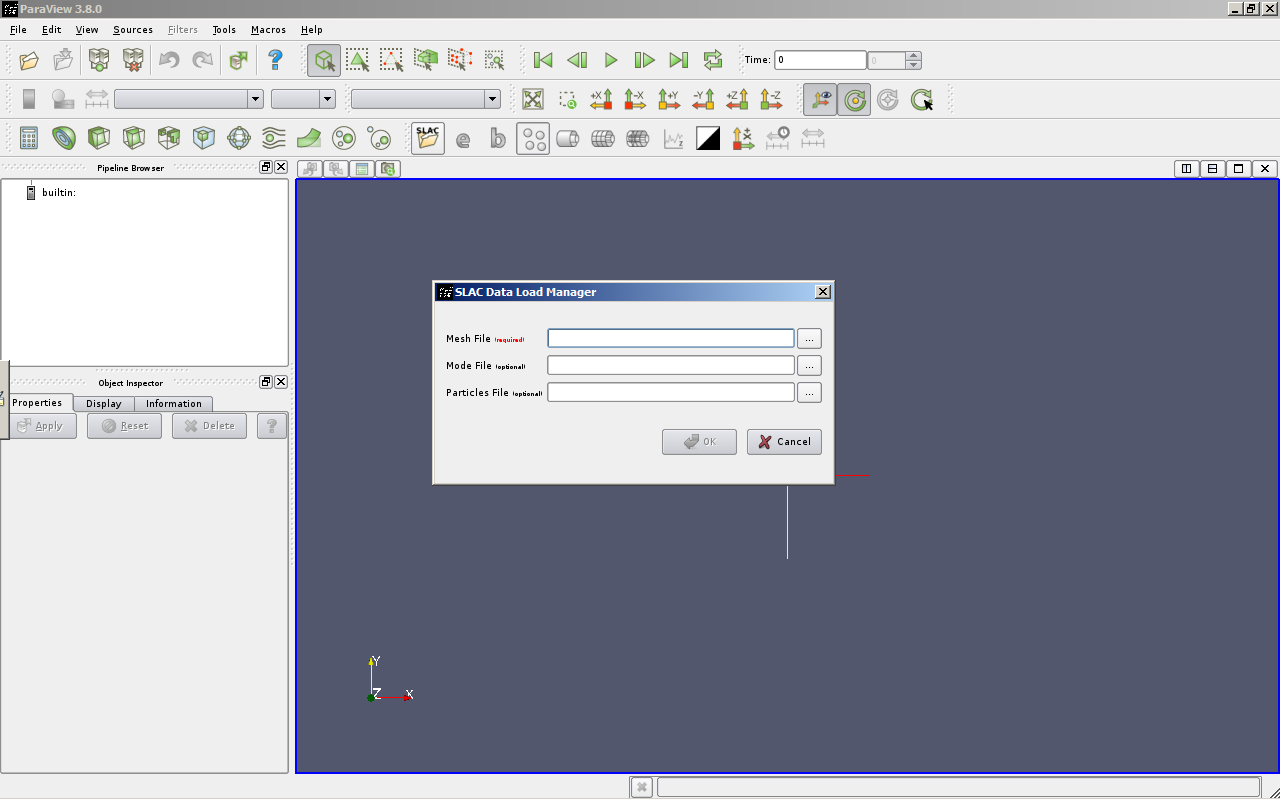 ParaView 3.8.0
File Edit View Sources Filters Tools Macros Help
Time: 0 0
SLAC e b
Pipeline Browser
builtin:
SLAC Data Load Manager
Mesh File (required) ...
Mode File (optional) ...
Particles File (optional) ...
OK Cancel
Object Inspector
Properties Display Information
Apply Reset Delete ?
Y
Z X